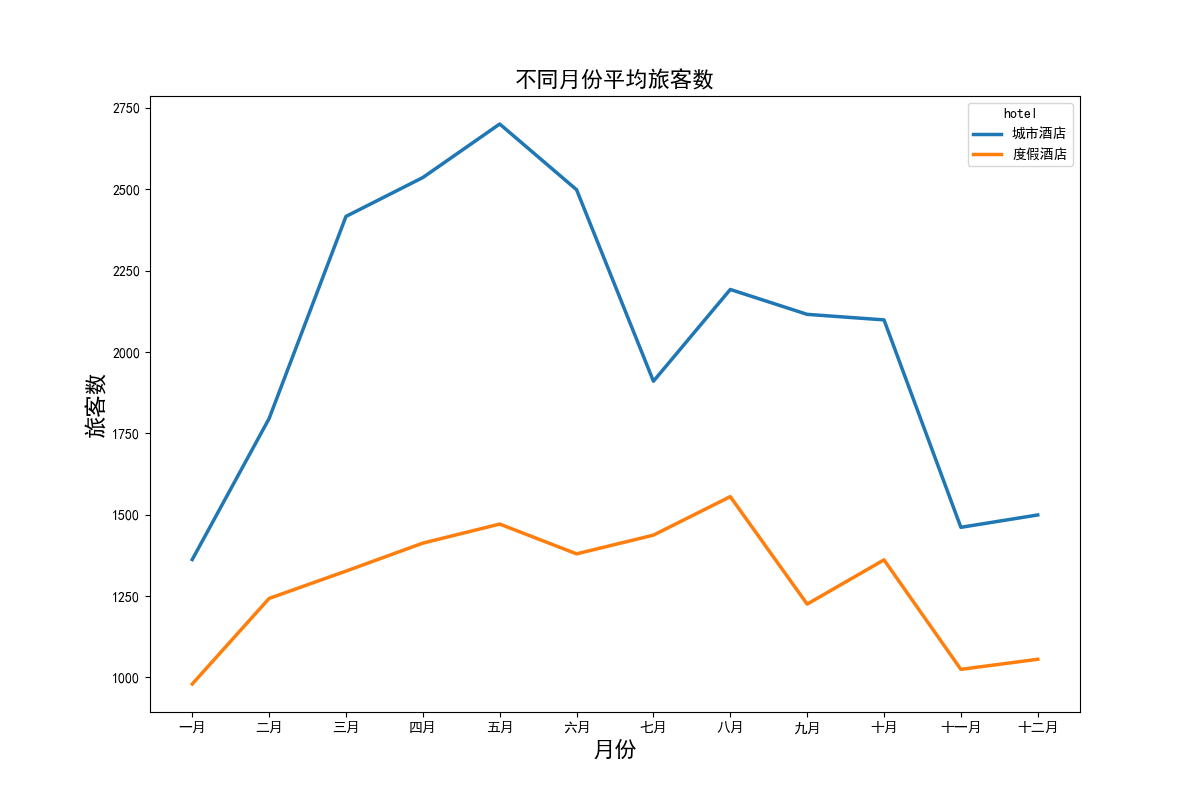 不同月份平均旅客数
hotel
城市酒店
度假酒店
旅客数
2750
2500
2250
2000
1750
1500
1250
1000
一月 二月 三月 四月 五月 六月 七月 八月 九月 十月 十一月 十二月
月份